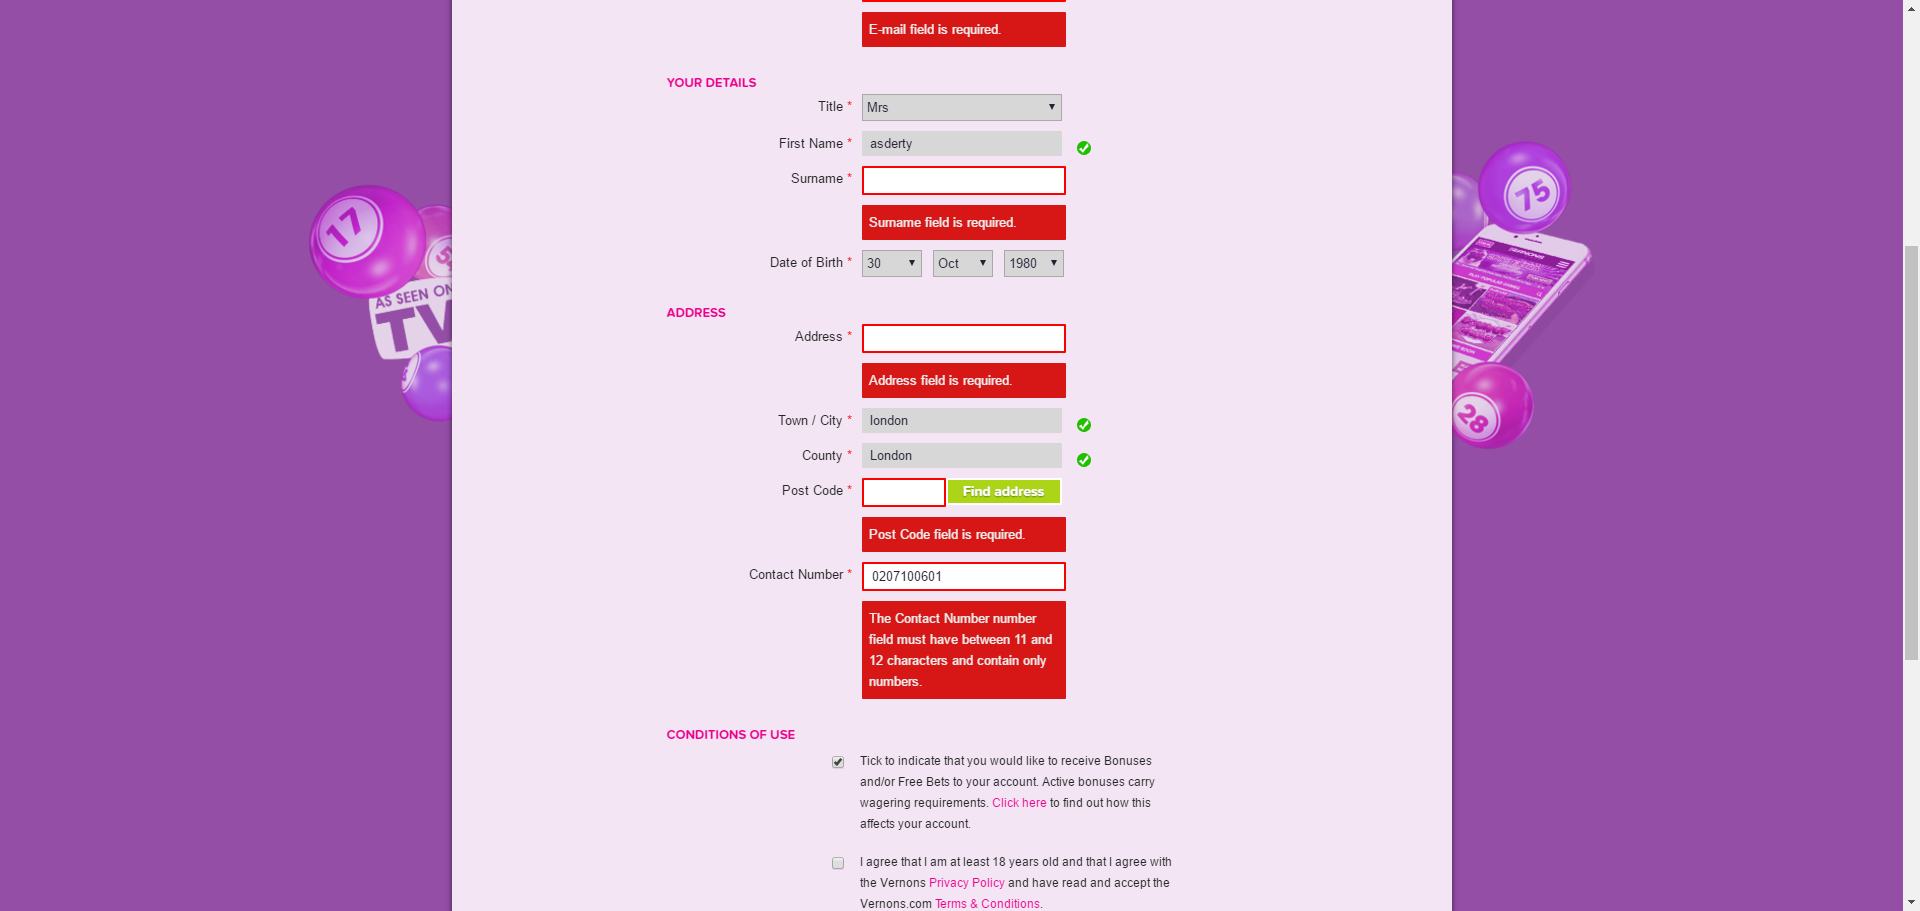 E-mail field is required.
YOUR DETAILS
Title *
Mrs
First Name *
asderty
Surname *
Surname field is required.
Date of Birth *
30
Oct
1980
ADDRESS
Address *
Address field is required.
Town / City *
london
County *
London
Post Code *
Find address
Post Code field is required.
Contact Number *
0207100601
The Contact Number number
field must have between 11 and
12 characters and contain only
numbers.
CONDITIONS OF USE
Tick to indicate that you would like to receive Bonuses
and/or Free Bets to your account. Active bonuses carry
wagering requirements. Click here to find out how this
affects your account.
I agree that I am at least 18 years old and that I agree with
the Vernons Privacy Policy and have read and accept the
Vernons.com Terms & Conditions.
17
AS SEEN ON
TV
75
28